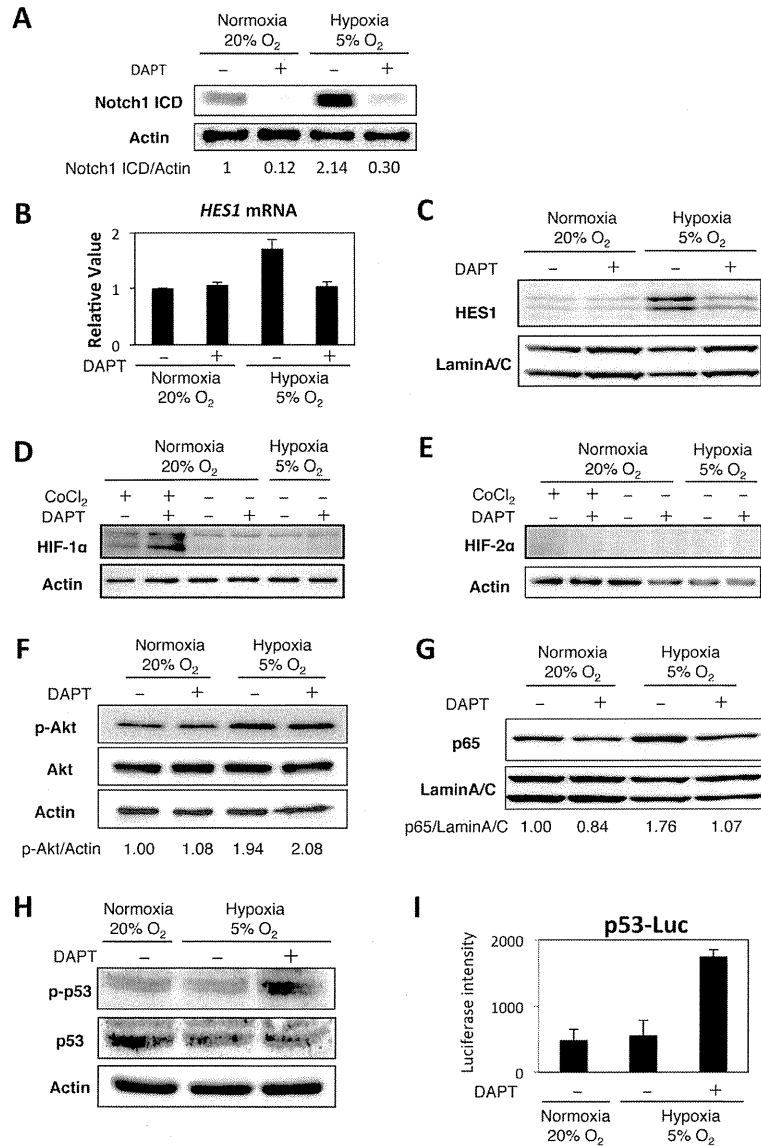 A
Normoxia Hypoxia
20% O2 5% O2
DAPT − + − +
Notch1 ICD
Actin
Notch1 ICD/Actin 1 0.12 2.14 0.30
B
HES1 mRNA
Relative Value
2
1
0
DAPT − + − +
Normoxia Hypoxia
20% O2 5% O2
C
Normoxia Hypoxia
20% O2 5% O2
DAPT − + − +
HES1
LaminA/C
D
Normoxia Hypoxia
20% O2 5% O2
CoCl2 + + − − − −
DAPT − + − + − +
HIF-1α
Actin
E
Normoxia Hypoxia
20% O2 5% O2
CoCl2 + + − − − −
DAPT − + − + − +
HIF-2α
Actin
F
Normoxia Hypoxia
20% O2 5% O2
DAPT − + − +
p-Akt
Akt
Actin
p-Akt/Actin 1.00 1.08 1.94 2.08
G
Normoxia Hypoxia
20% O2 5% O2
DAPT − + − +
p65
LaminA/C
p65/LaminA/C 1.00 0.84 1.76 1.07
H
Normoxia Hypoxia
20% O2 5% O2
DAPT − − +
p-p53
p53
Actin
I
p53-Luc
Luciferase intensity
2000
1000
0
DAPT − − +
Normoxia Hypoxia
20% O2 5% O2